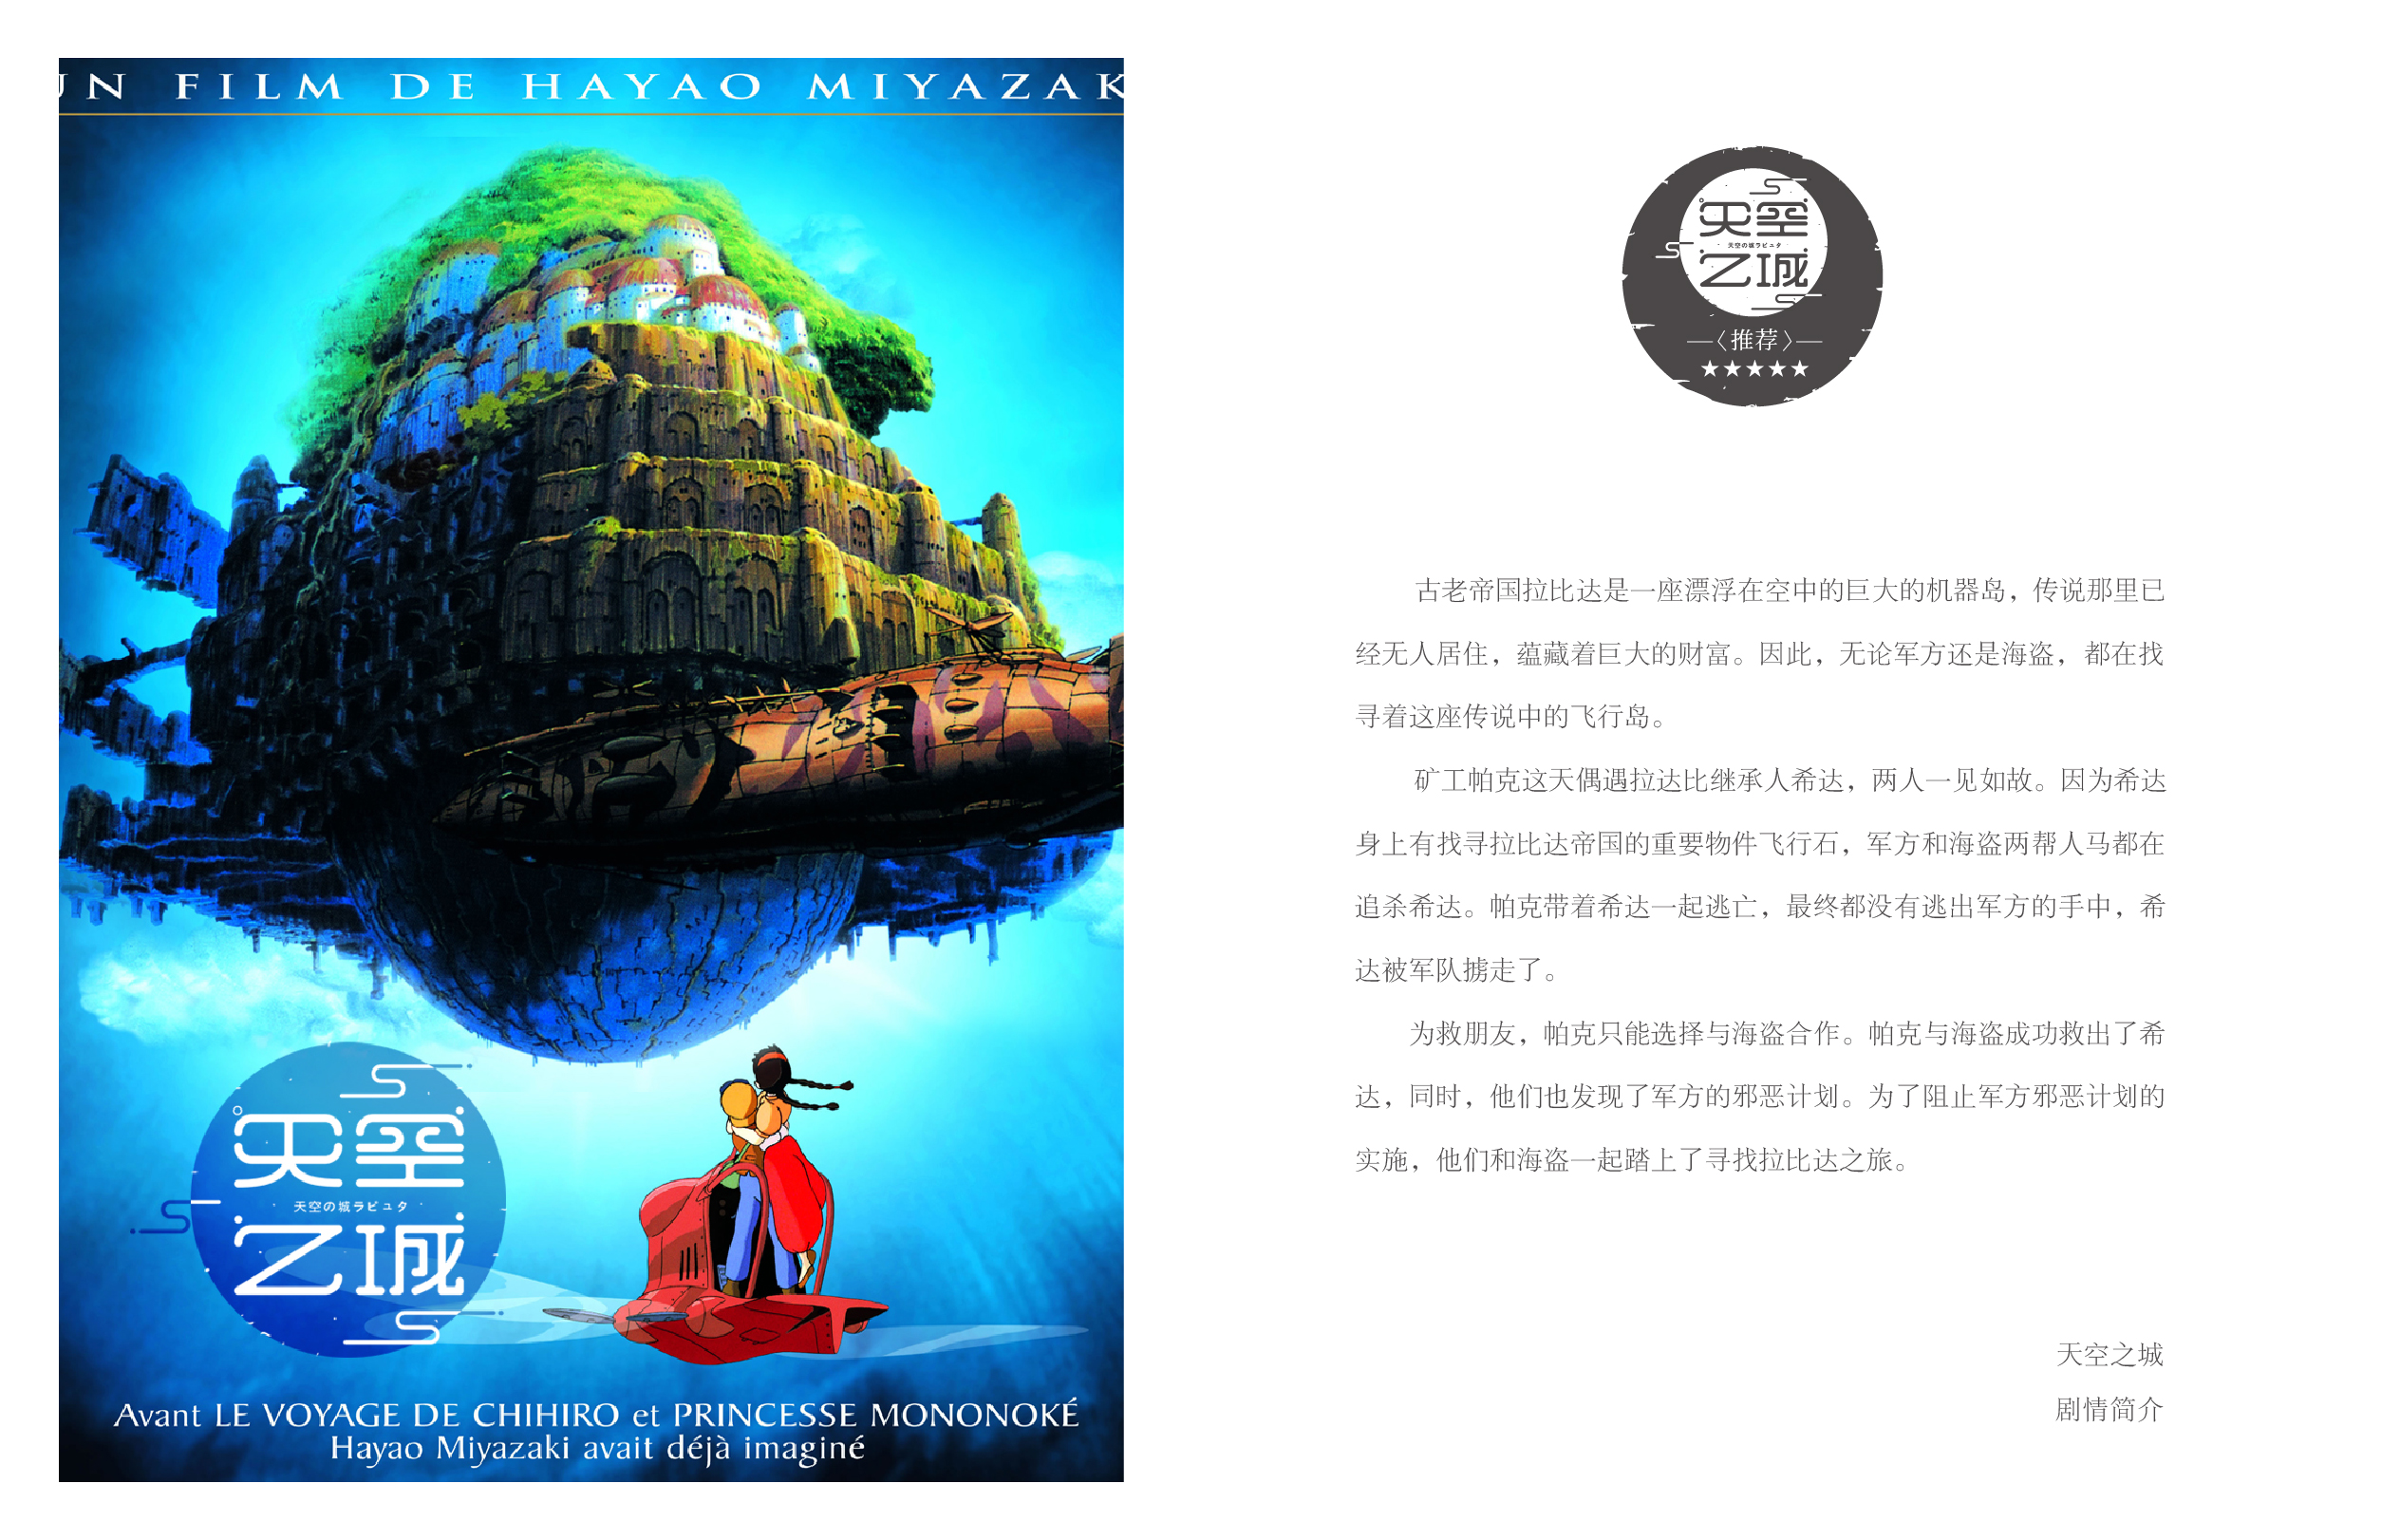 UN FILM DE HAYAO MIYAZAK
天空
天空の城ラピュタ
之城
Avant LE VOYAGE DE CHIHIRO et PRINCESSE MONONOKÉ
Hayao Miyazaki avait déjà imaginé
天空
天空の城ラピュタ
之城
—〈推荐〉—
★★★★★
古老帝国拉比达是一座漂浮在空中的巨大的机器岛，传说那里已
经无人居住，蕴藏着巨大的财富。因此，无论军方还是海盗，都在找
寻着这座传说中的飞行岛。
矿工帕克这天偶遇拉达比继承人希达，两人一见如故。因为希达
身上有找寻拉比达帝国的重要物件飞行石，军方和海盗两帮人马都在
追杀希达。帕克带着希达一起逃亡，最终都没有逃出军方的手中，希
达被军队掳走了。
为救朋友，帕克只能选择与海盗合作。帕克与海盗成功救出了希
达，同时，他们也发现了军方的邪恶计划。为了阻止军方邪恶计划的
实施，他们和海盗一起踏上了寻找拉比达之旅。
天空之城
剧情简介